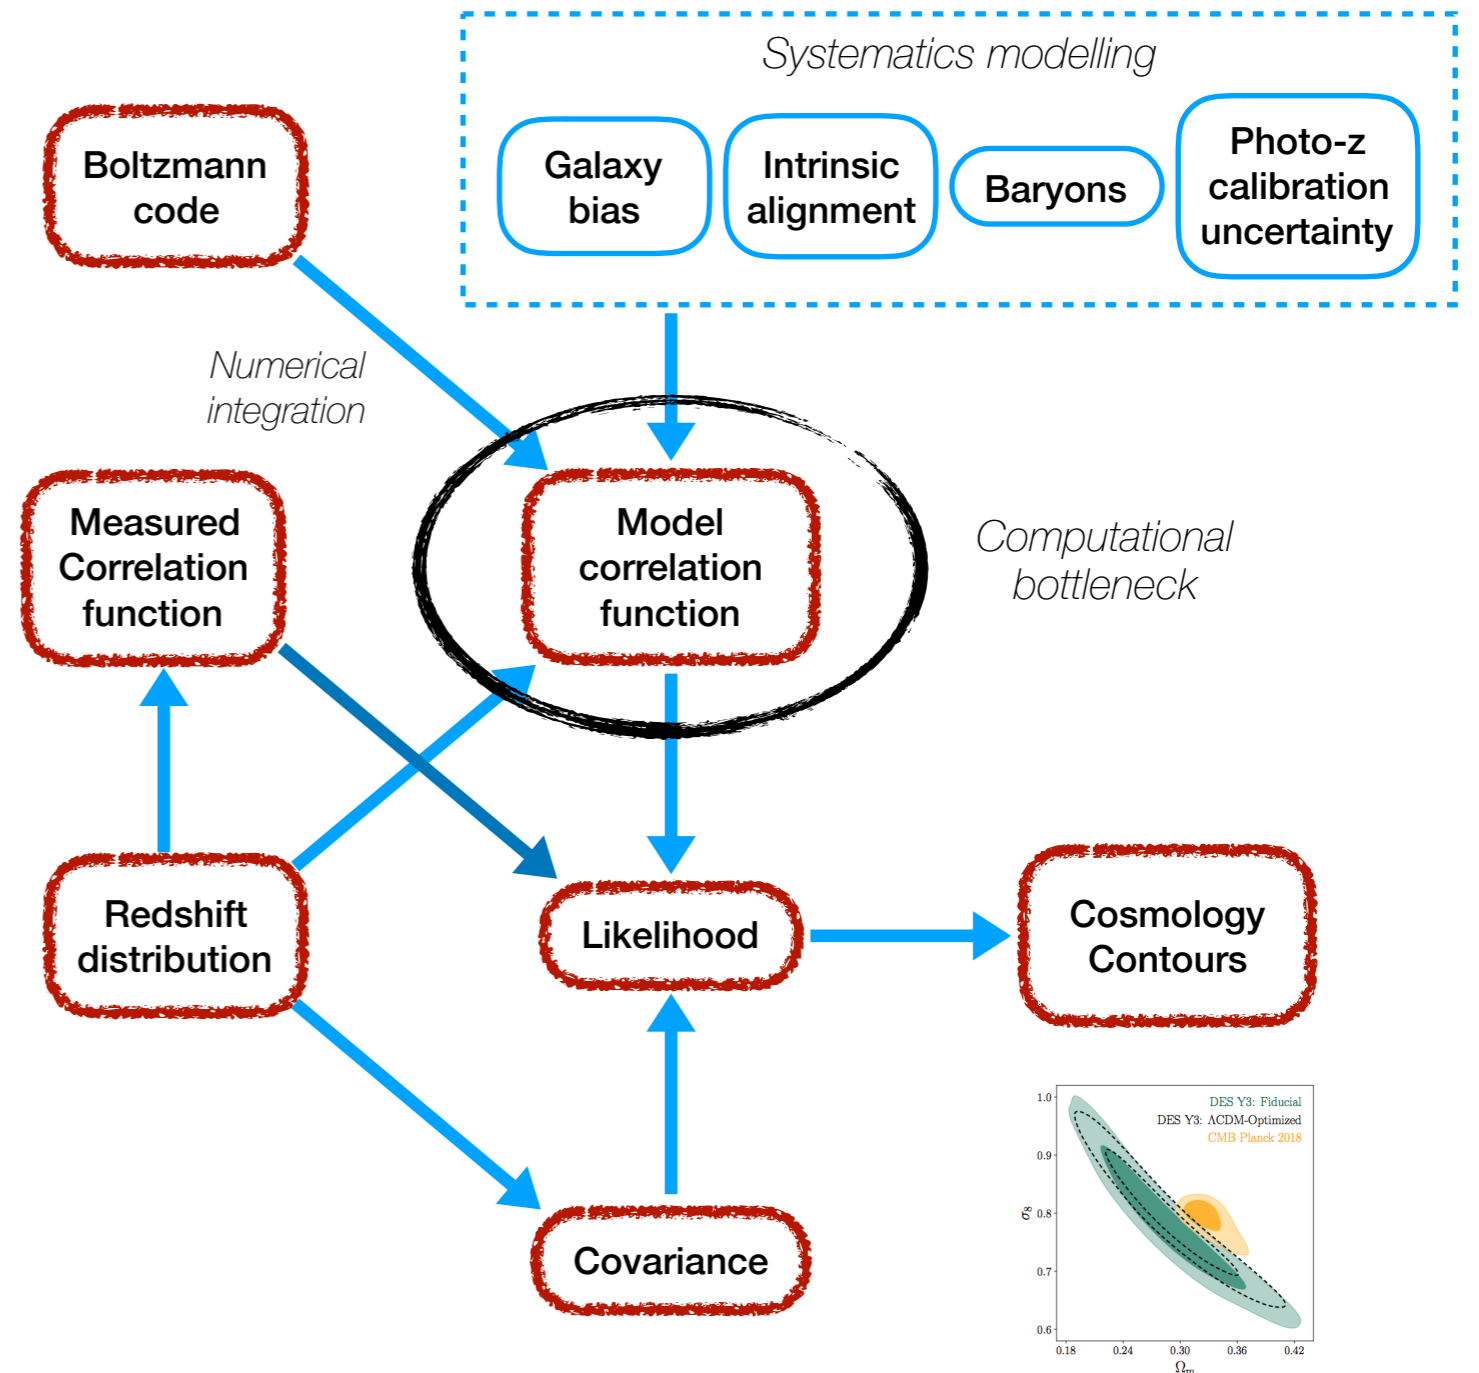 Systematics modelling
Boltzmann
code
Galaxy
bias
Intrinsic
alignment
Baryons
Photo-z
calibration
uncertainty
Numerical
integration
Measured
Correlation
function
Model
correlation
function
Computational
bottleneck
Redshift
distribution
Likelihood
Cosmology
Contours
Covariance
DES Y3: Fiducial
DES Y3: ΛCDM-Optimized
CMB Planck 2018
1.0
0.9
0.8
0.7
0.6
σ8
0.18 0.24 0.30 0.36 0.42
Ωm